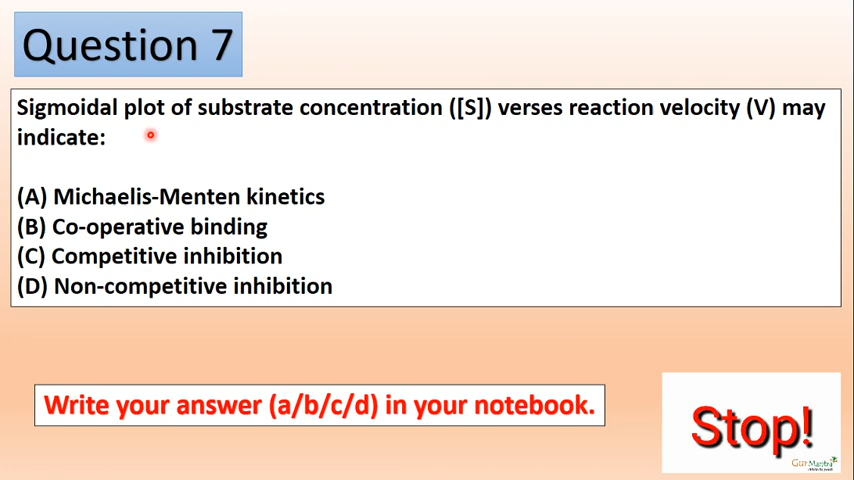 Question 7
Sigmoidal plot of substrate concentration ([S]) verses reaction velocity (V) may
indicate:
(A) Michaelis-Menten kinetics
(B) Co-operative binding
(C) Competitive inhibition
(D) Non-competitive inhibition
Write your answer (a/b/c/d) in your notebook.
Stop!